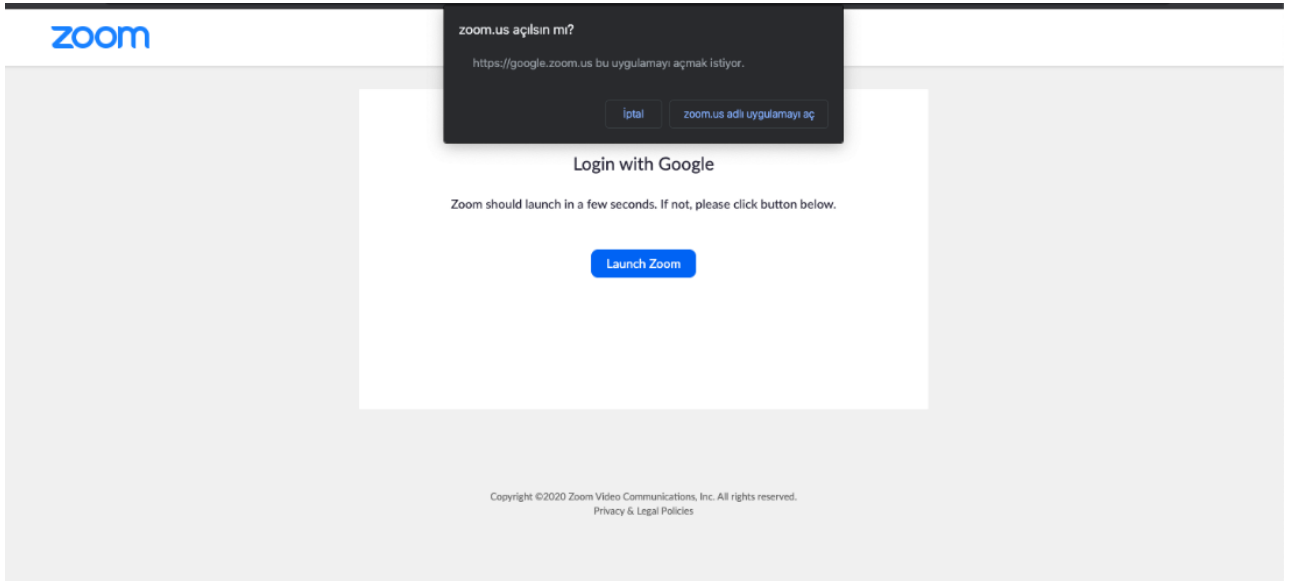 zoom
zoom.us açılsın mı?
https://google.zoom.us bu uygulamayı açmak istiyor.
İptal
zoom.us adlı uygulamayı aç
Login with Google
Zoom should launch in a few seconds. If not, please click button below.
Launch Zoom
Copyright ©2020 Zoom Video Communications, Inc. All rights reserved.
Privacy & Legal Policies